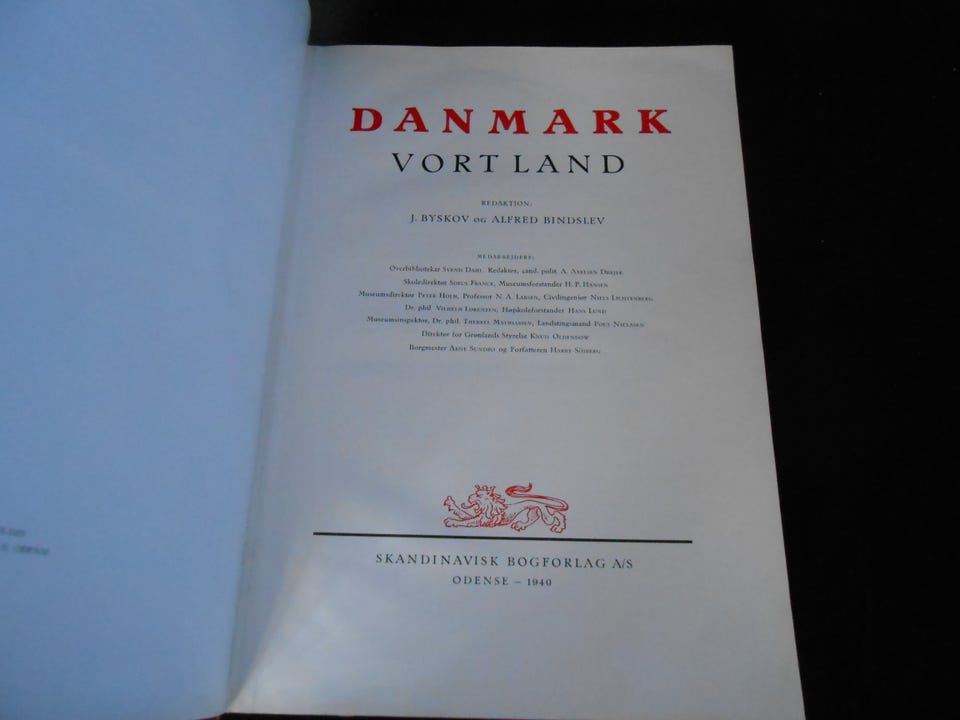 DANMARK
VORT LAND
REDAKTION:
J. BYSKOV OG ALFRED BINDSLEV
MEDARBEJDERE:
Overbibliotekar SVEND DAHL, Redaktør, cand. polit. A. AXELSEN DREJER
Skoledirektør SOFUS FRANCK, Museumsforstander H. P. HANSEN
Museumsdirektør PETER HOLM, Professor N. A. LARSEN, Civilingeniør NIELS LICHTENBERG
Dr. phil. VILHELM LORENZEN, Højskoleforstander HANS LUND
Museumsinspektør, Dr. phil. THERKEL MATHIASSEN, Landstingsmand POUL NIELSEN
Direktør for Grønlands Styrelse KNUD OLDENDOW
Borgmester ARNE SUNDBO og Forfatteren HARRY SÖIBERG
SKANDINAVISK BOGFORLAG A/S
ODENSE – 1940